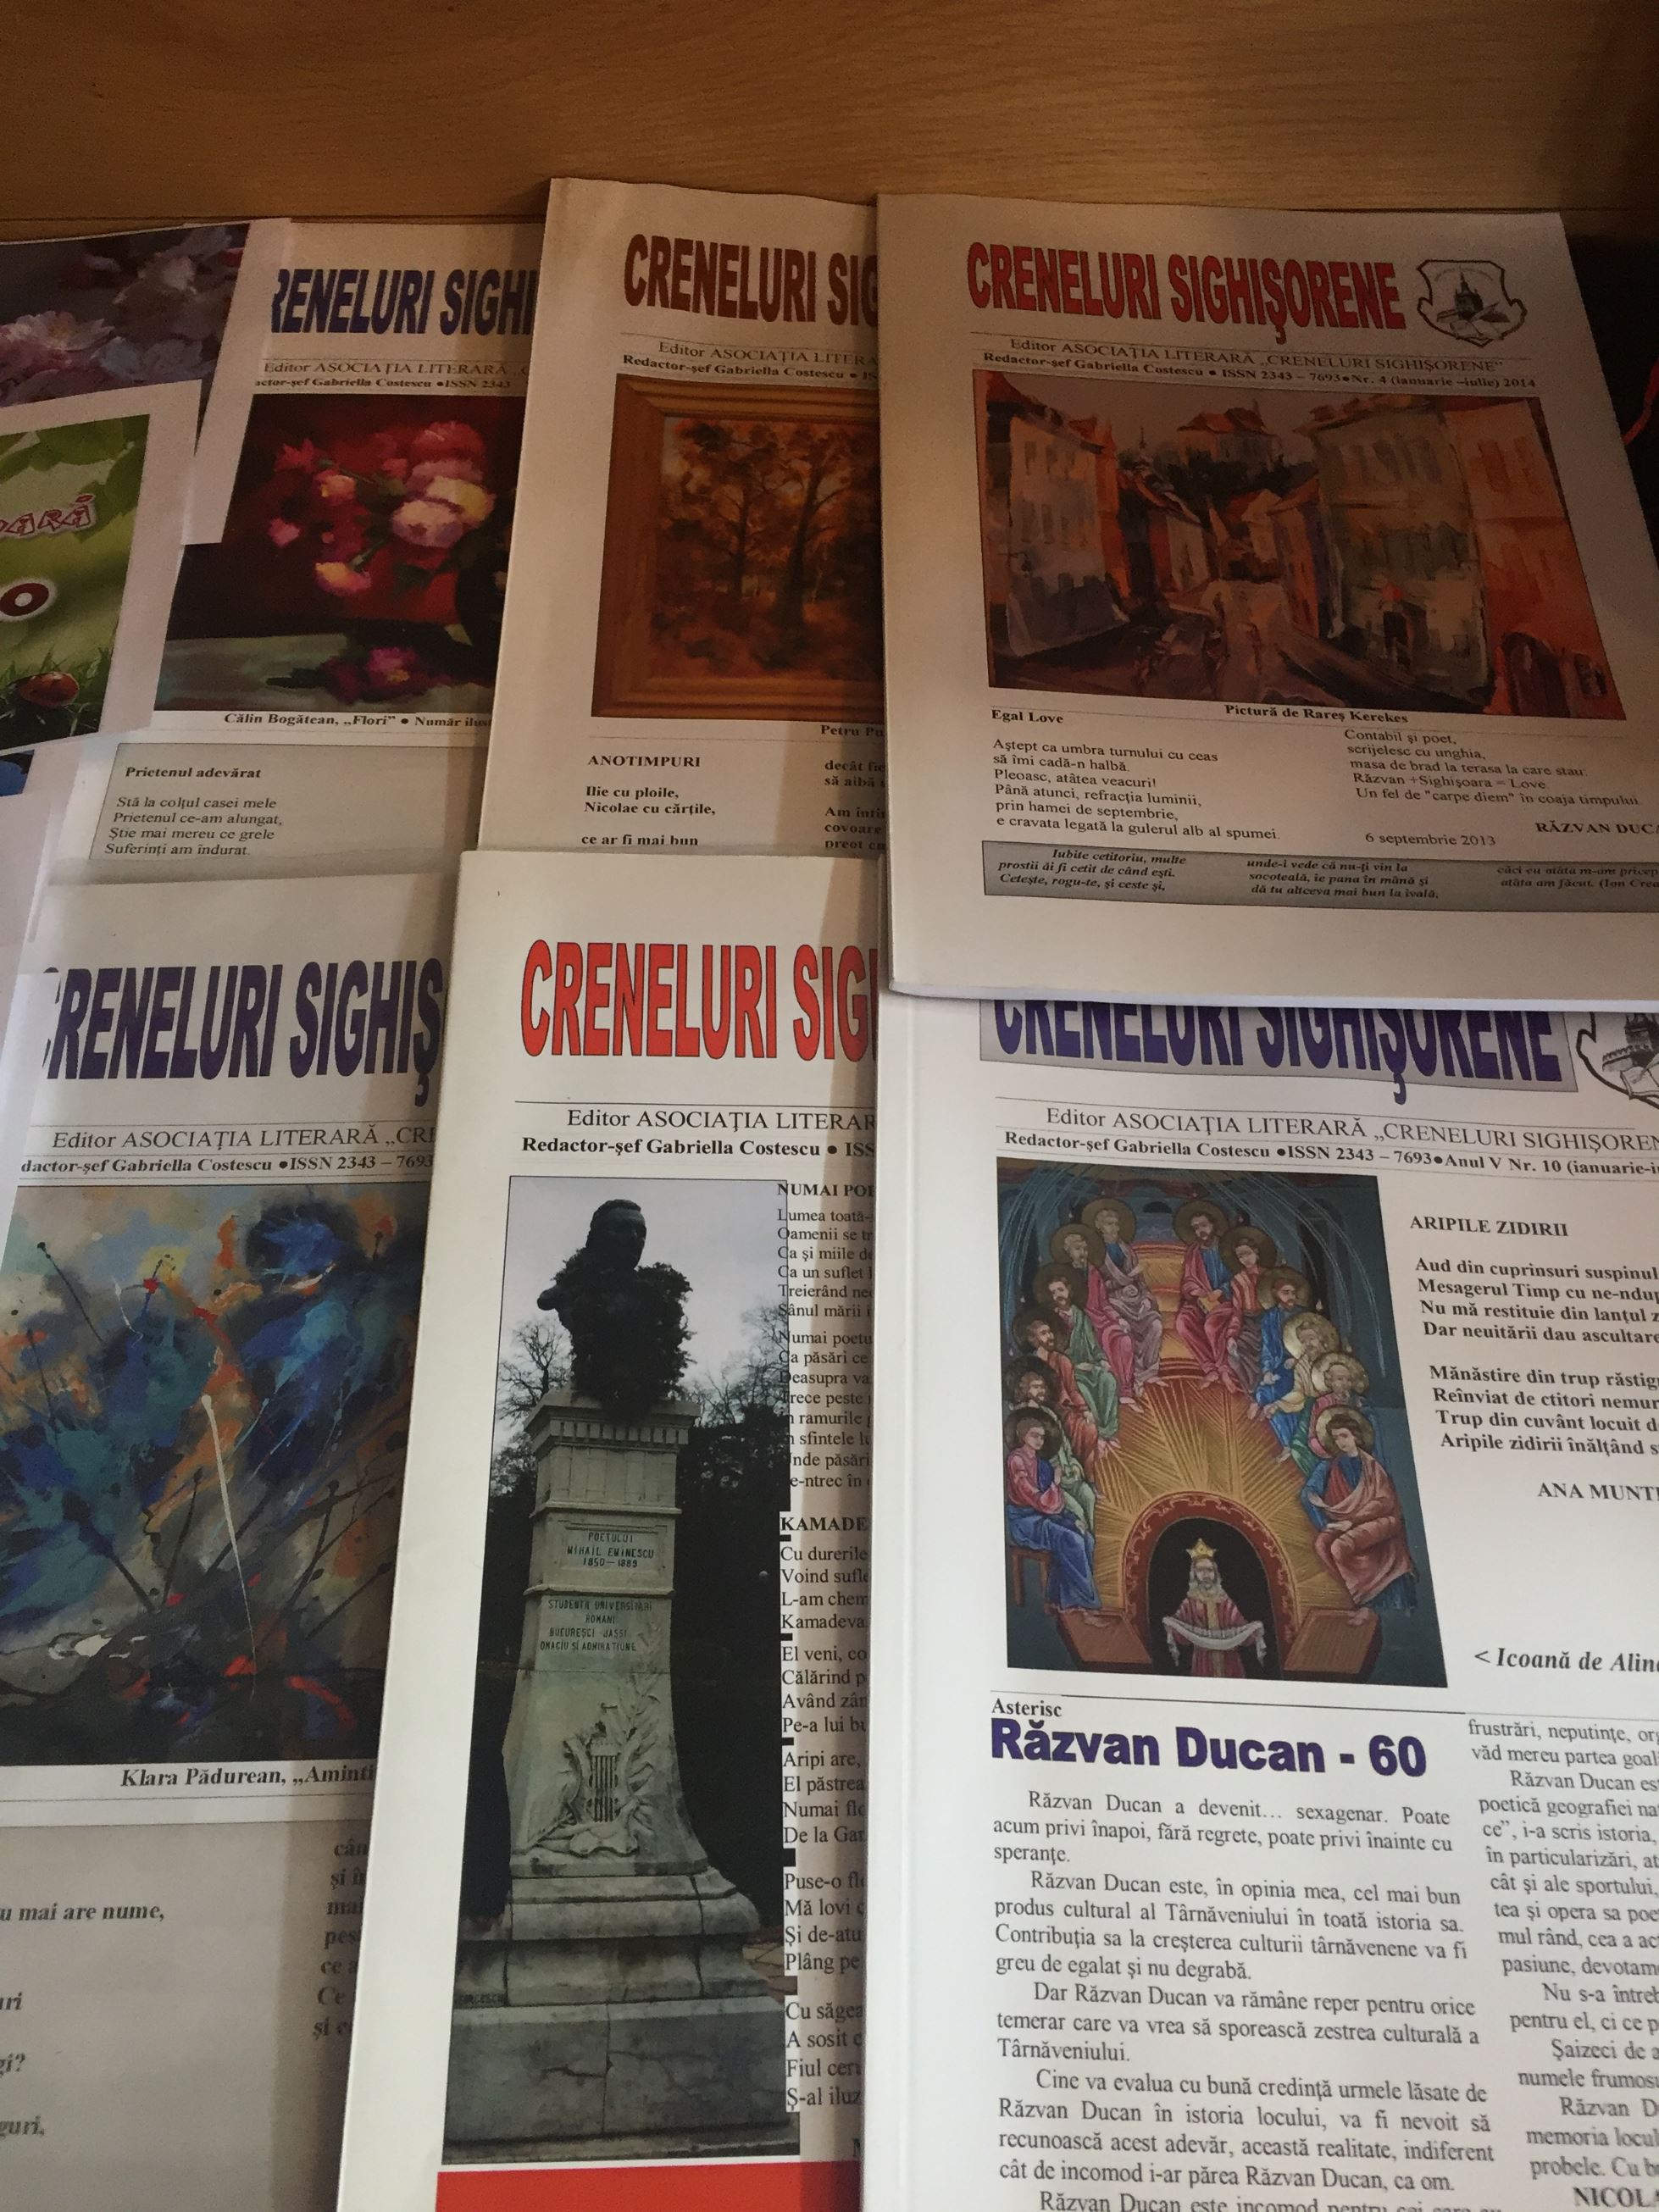 CRENELURI SIGHIŞORENE
Editor ASOCIAŢIA LITERARĂ „CRENELURI SIGHIŞORENE”
Redactor-şef Gabriella Costescu ● ISSN 2343 – 7693●Nr. 4 (ianuarie –iulie) 2014
Pictură de Rareş Kerekes
Egal Love
Aştept ca umbra turnului cu ceas
să îmi cadă-n halbă.
Pleoasc, atâtea veacuri!
Până atunci, refracţia luminii,
prin hamei de septembrie,
e cravata legată la gulerul alb al spumei.
Contabil şi poet,
scrijelesc cu unghia,
masa de brad la terasa la care stau:
Răzvan +Sighişoara = Love.
Un fel de "carpe diem" în coaja timpului.
6 septembrie 2013
RĂZVAN
Iubite cetitoriu, multe
prostii ăi fi cetit de când eşti.
Ceteşte, rogu-te, şi ceste şi,
unde-i vede că nu-ţi vin la
socoteală, ie pana în mână şi
dă tu altceva mai bun la ivală,
căci eu atâta m-am
atâta am făcut. (Ion
CRENELURI
Editor ASOCIAŢIA
Redactor-şef Gabriella Costescu ●
Petru
ANOTIMPURI
Ilie cu ploile,
Nicolae cu cărţile,
ce ar fi mai bun
decât
să aibă
Am
covoare
preot
RENELURI SIGHI
Editor ASOCIAŢIA LITERARĂ
actor-şef Gabriella Costescu ●ISSN 2343
Călin Bogătean, „Flori” ● Număr
Prietenul adevărat
Stă la colţul casei mele
Prietenul ce-am alungat,
Ştie mai mereu ce grele
Suferinţi am îndurat.
O
RENELURI SIGHIŞ
Editor ASOCIAŢIA LITERARĂ „CRE
dactor-şef Gabriella Costescu ●ISSN 2343 – 7693
Klara Pădurean, „Aminti
u mai are nume,
uri
gi?
guri,
cân
şi
mai
ce
Ce
şi
CRENELURI SIG
Editor ASOCIAŢIA LITERAR
Redactor-şef Gabriella Costescu ● ISS
POETULUI
MIHAIL EMINESCU
1850–1889
STUDENTII UNIVERSITARI
ROMANI
BUCURESCI JASSI
OMAGIU SI ADMIRATIUNE
NUMAI POE
Lumea toată-
Oamenii se tr
Ca şi miile de
Ca un suflet
Treierând
Sânul mării
Numai poetu
Ca păsări ce
Deasupra va
Trece peste
n ramurile
n sfintele
Unde păsări
e-ntrec în
KAMADE
Cu durerile
Voind sufle
L-am chem
Kamadeva
El veni, co
Călărind p
Având zân
Pe-a lui bu
Aripi are,
El păstrea
Numai flo
De la Gan
Puse-o flo
Mă lovi
Şi de-atu
Plâng pe
Cu săgea
A sosit
Fiul ceri
Ş-al iluz
CRENELURI SIGHIŞORENE
Editor ASOCIAŢIA LITERARĂ „CRENELURI SIGHIŞOREN
Redactor-şef Gabriella Costescu ●ISSN 2343 – 7693●Anul V Nr. 10 (ianuarie-i
ARIPILE ZIDIRII
Aud din cuprinsuri suspinul
Mesagerul Timp cu ne-ndup
Nu mă restituie din lanţul z
Dar neuitării dau ascultare
Mănăstire din trup răstig
Reînviat de ctitori nemur
Trup din cuvânt locuit d
Aripile zidirii înălţând s
ANA MUNT
< Icoană de Alin
Asterisc
Răzvan Ducan - 60
Răzvan Ducan a devenit… sexagenar. Poate
acum privi înapoi, fără regrete, poate privi înainte cu
speranţe.
Răzvan Ducan este, în opinia mea, cel mai bun
produs cultural al Târnăveniului în toată istoria sa.
Contribuţia sa la creşterea culturii târnăvenene va fi
greu de egalat şi nu degrabă.
Dar Răzvan Ducan va rămâne reper pentru orice
temerar care va vrea să sporească zestrea culturală a
Târnăveniului.
Cine va evalua cu bună credinţă urmele lăsate de
Răzvan Ducan în istoria locului, va fi nevoit să
recunoască acest adevăr, această realitate, indiferent
cât de incomod i-ar părea Răzvan Ducan, ca om.
Răzvan Ducan este incomod pentru cei care
frustrări, neputinţe, org
văd mereu partea goal
Răzvan Ducan es
poetică geografiei na
ce”, i-a scris istoria,
în particularizări, at
cât şi ale sportului,
tea şi opera sa poe
mul rând, cea a ac
pasiune, devotam
Nu s-a întreb
pentru el, ci ce p
Şaizeci de a
numele frumos
Răzvan D
memoria locul
probele. Cu b
NICOL